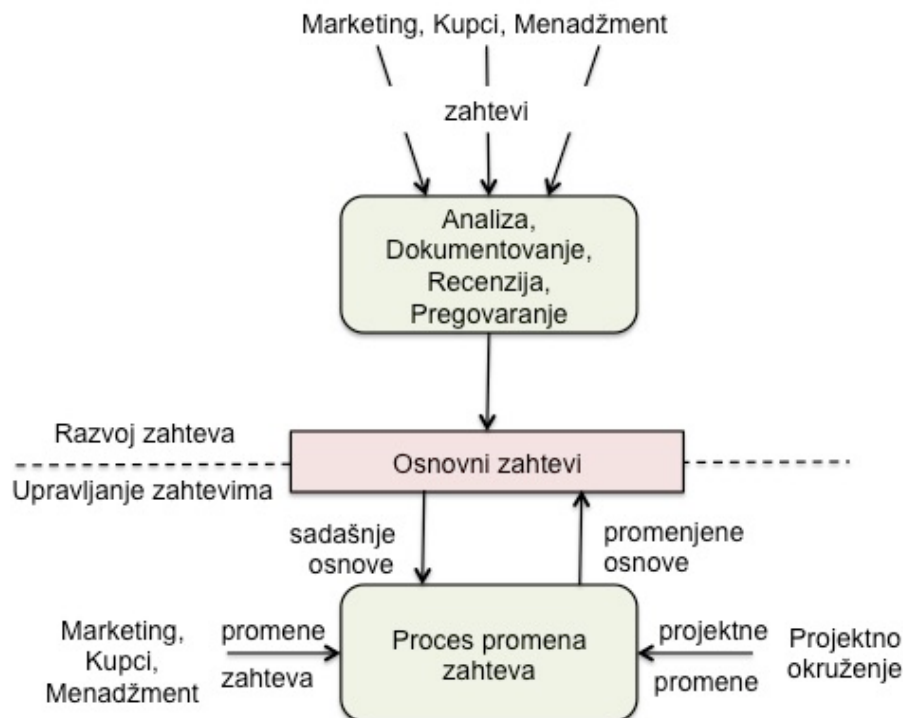 Marketing, Kupci, Menadžment
zahtevi
Analiza,
Dokumentovanje,
Recenzija,
Pregovaranje
Razvoj zahteva
Osnovni zahtevi
Upravljanje zahtevima
sadašnje
osnove
promenjene
osnove
Marketing,
Kupci,
Menadžment
promene
zahteva
Proces promena
zahteva
projektne
promene
Projektno
okruženje